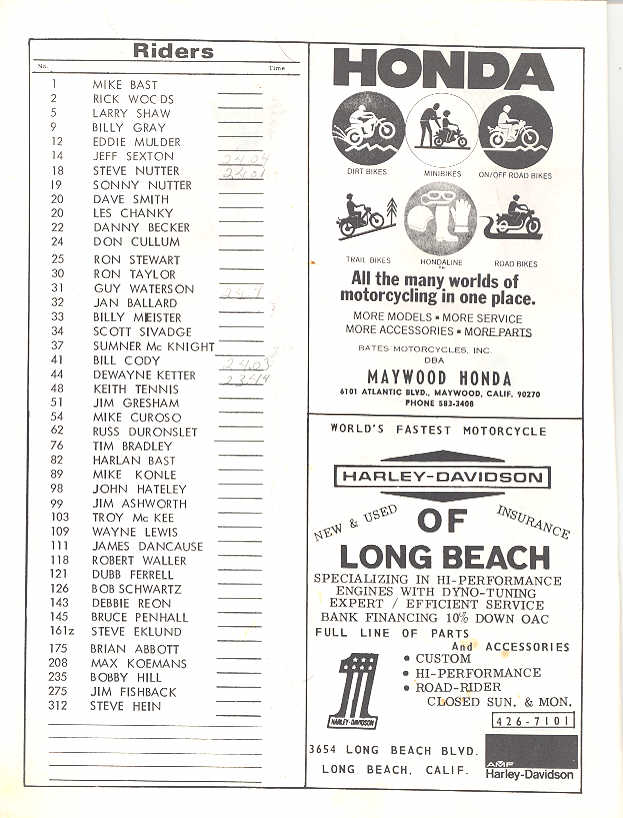 Riders
No. Time
1 MIKE BAST
2 RICK WOCDS
5 LARRY SHAW
9 BILLY GRAY
12 EDDIE MULDER
14 JEFF SEXTON
18 STEVE NUTTER
19 SONNY NUTTER
20 DAVE SMITH
20 LES CHANKY
22 DANNY BECKER
24 DON CULLUM
25 RON STEWART
30 RON TAYLOR
31 GUY WATERSON
32 JAN BALLARD
33 BILLY MEISTER
34 SCOTT SIVADGE
37 SUMNER Mc KNIGHT
41 BILL CODY 24.03
44 DEWAYNE KETTER
48 KEITH TENNIS
51 JIM GRESHAM
54 MIKE CUROSO
62 RUSS DURONSLET
76 TIM BRADLEY
82 HARLAN BAST
89 MIKE KONLE
98 JOHN HATELEY
99 JIM ASHWORTH
103 TROY Mc KEE
109 WAYNE LEWIS
111 JAMES DANCAUSE
118 ROBERT WALLER
121 DUBB FERRELL
126 BOB SCHWARTZ
143 DEBBIE REON
145 BRUCE PENHALL
161z STEVE EKLUND
175 BRIAN ABBOTT
208 MAX KOEMANS
235 BOBBY HILL
275 JIM FISHBACK
312 STEVE HEIN
HONDA
DIRT BIKES MINIBIKES ON/OFF ROAD BIKES
TRAIL BIKES HONDALINE ROAD BIKES
All the many worlds of
motorcycling in one place.
MORE MODELS • MORE SERVICE
MORE ACCESSORIES • MORE PARTS
BATES MOTORCYCLES, INC.
DBA
MAYWOOD HONDA
6101 ATLANTIC BLVD., MAYWOOD, CALIF. 90270
PHONE 583-2408
WORLD'S FASTEST MOTORCYCLE
HARLEY-DAVIDSON
NEW & USED OF INSURANCE
LONG BEACH
SPECIALIZING IN HI-PERFORMANCE
ENGINES WITH DYNO-TUNING
EXPERT / EFFICIENT SERVICE
BANK FINANCING 10% DOWN OAC
FULL LINE OF PARTS
And ACCESSORIES
• CUSTOM
• HI-PERFORMANCE
• ROAD-RIDER
CLOSED SUN. & MON.
1
HARLEY-DAVIDSON
426-7101
3654 LONG BEACH BLVD.
LONG BEACH, CALIF.
AMF
Harley-Davidson